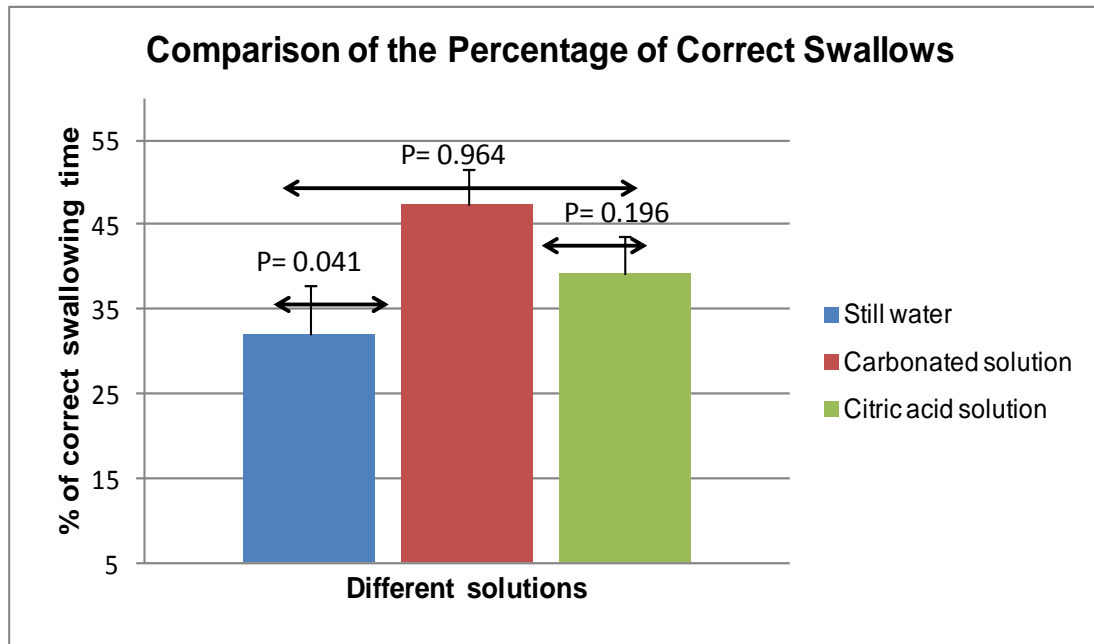 Comparison of the Percentage of Correct Swallows
% of correct swallowing time
55
45
35
25
15
5
P= 0.964
P= 0.196
P= 0.041
Still water
Carbonated solution
Citric acid solution
Different solutions